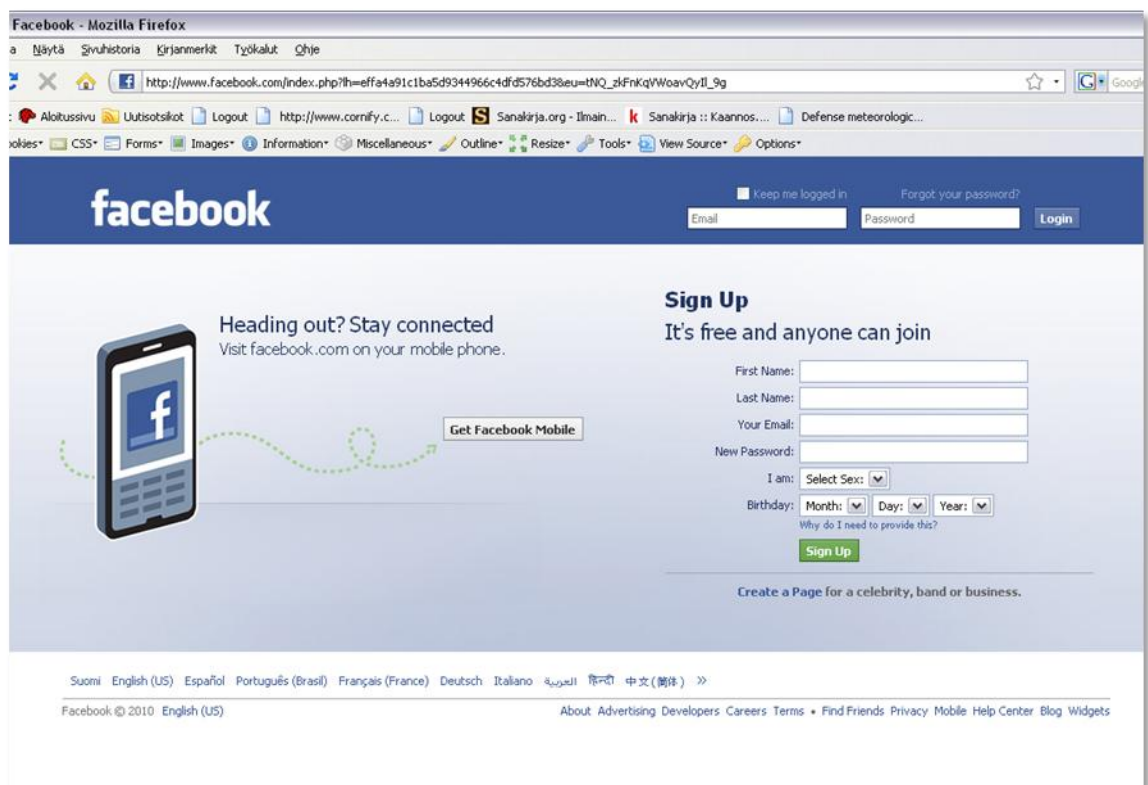 Facebook - Mozilla Firefox
a Näytä Sivuhistoria Kirjanmerkit Työkalut Ohje
http://www.facebook.com/index.php?lh=effa4a91c1ba5d9344966c4dfd576bd3&eu=tNQ_zkFnKqVWoavQyIl_9g
G Google
: Aloitussivu Uutisotsikot Logout http://www.cornify.c... Logout S Sanakirja.org - Ilmain... k Sanakirja :: Kaannos.... Defense meteorologic...
ookies CSS Forms Images Information Miscellaneous Outline Resize Tools View Source Options
facebook
Keep me logged in Forgot your password?
Email Password Login
Sign Up
Heading out? Stay connected
It's free and anyone can join
Visit facebook.com on your mobile phone.
First Name:
Last Name:
Your Email:
Get Facebook Mobile
New Password:
I am: Select Sex:
Birthday: Month: Day: Year:
Why do I need to provide this?
Sign Up
Create a Page for a celebrity, band or business.
Suomi English (US) Español Português (Brasil) Français (France) Deutsch Italiano العربية हिन्दी 中文(简体) »
Facebook © 2010 English (US) About Advertising Developers Careers Terms • Find Friends Privacy Mobile Help Center Blog Widgets